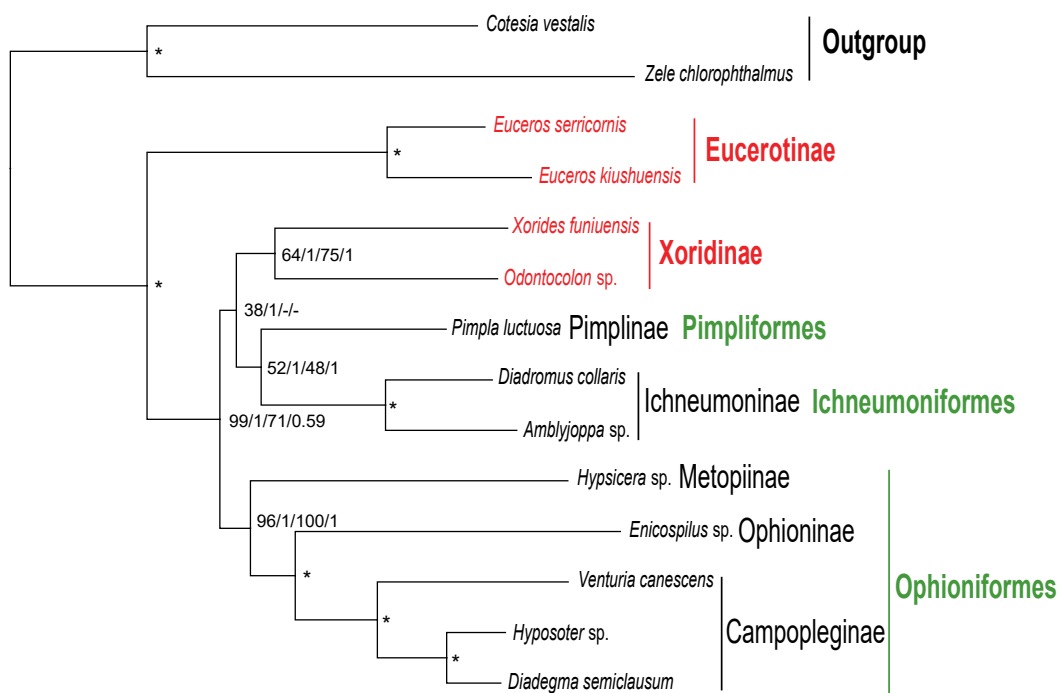 Cotesia vestalis
*
Outgroup
Zele chlorophthalmus
Euceros serricornis
*
Eucerotinae
Euceros kiushuensis
Xorides funiuensis
64/1/75/1
Xoridinae
Odontocolon sp.
*
38/1/-/-
Pimpla luctuosa Pimplinae Pimpliformes
52/1/48/1
Diadromus collaris
*
Ichneumoninae Ichneumoniformes
99/1/71/0.59
Amblyjoppa sp.
Hypsicera sp. Metopiinae
96/1/100/1
Enicospilus sp. Ophioninae
*
Venturia canescens
Ophioniformes
*
Hyposoter sp.
Campopleginae
*
Diadegma semiclausum